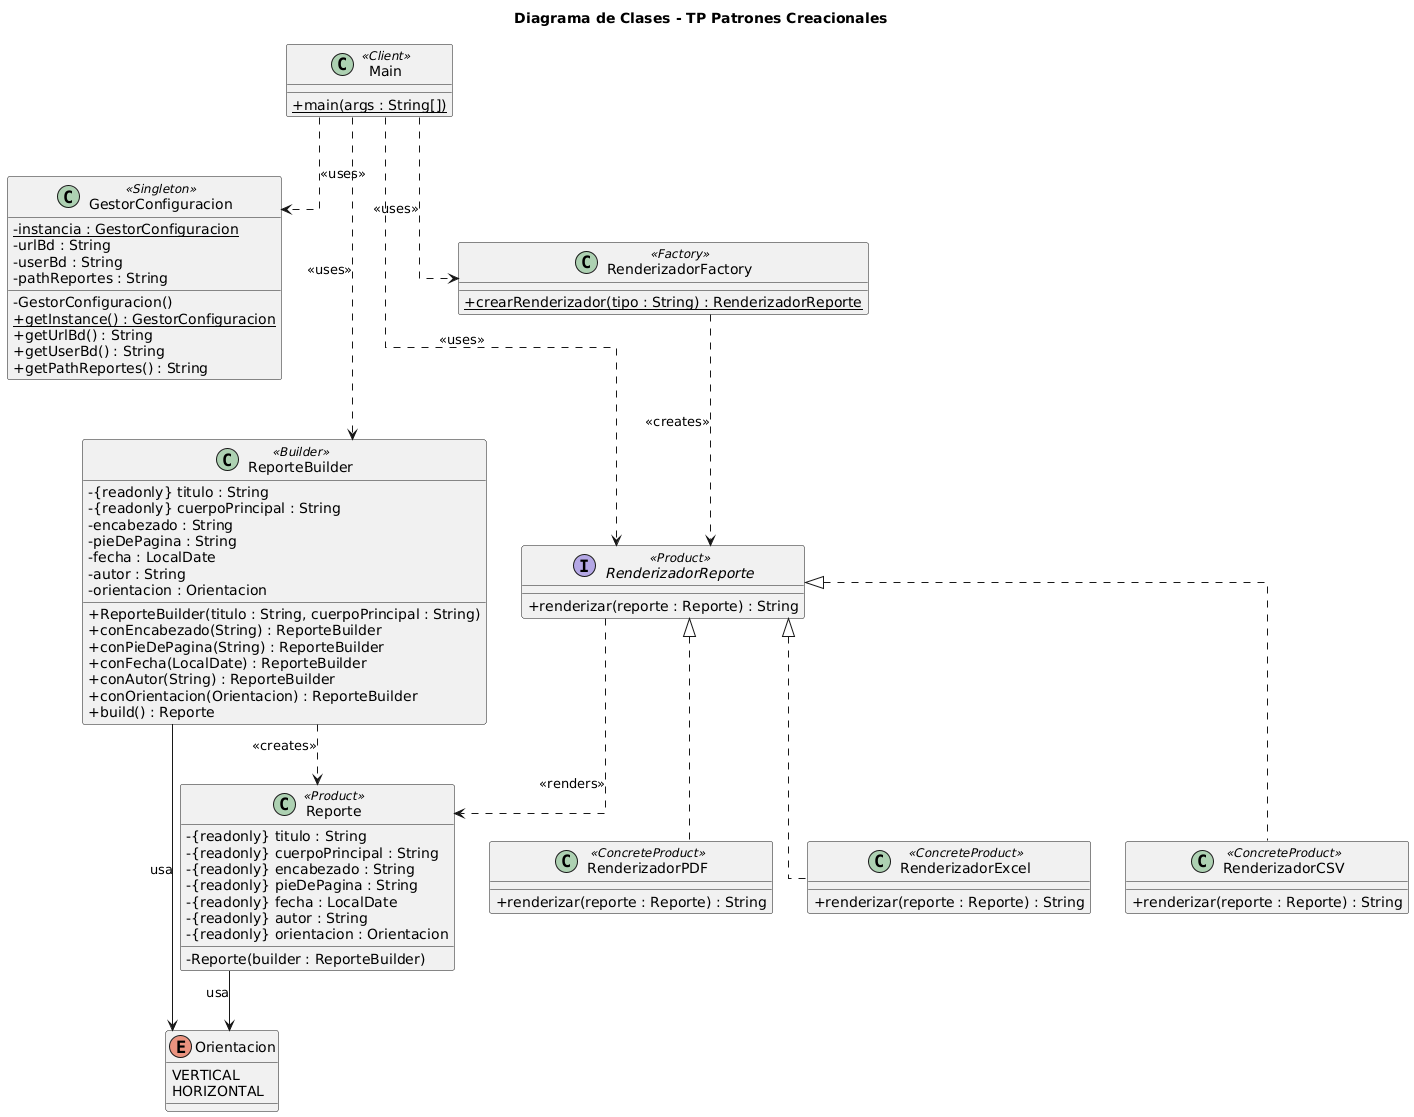 Diagrama de Clases - TP Patrones Creacionales
«Client»
C Main
+main(args : String[])
«uses»
«uses»
«uses»
«uses»
«Singleton»
C GestorConfiguracion
-instancia : GestorConfiguracion
-urlBd : String
-userBd : String
-pathReportes : String
-GestorConfiguracion()
+getInstance() : GestorConfiguracion
+getUrlBd() : String
+getUserBd() : String
+getPathReportes() : String
«Factory»
C RenderizadorFactory
+crearRenderizador(tipo : String) : RenderizadorReporte
«creates»
«Builder»
C ReporteBuilder
-{readonly} titulo : String
-{readonly} cuerpoPrincipal : String
-encabezado : String
-pieDePagina : String
-fecha : LocalDate
-autor : String
-orientacion : Orientacion
+ReporteBuilder(titulo : String, cuerpoPrincipal : String)
+conEncabezado(String) : ReporteBuilder
+conPieDePagina(String) : ReporteBuilder
+conFecha(LocalDate) : ReporteBuilder
+conAutor(String) : ReporteBuilder
+conOrientacion(Orientacion) : ReporteBuilder
+build() : Reporte
«Product»
I RenderizadorReporte
+renderizar(reporte : Reporte) : String
«creates»
«renders»
usa
«Product»
C Reporte
-{readonly} titulo : String
-{readonly} cuerpoPrincipal : String
-{readonly} encabezado : String
-{readonly} pieDePagina : String
-{readonly} fecha : LocalDate
-{readonly} autor : String
-{readonly} orientacion : Orientacion
-Reporte(builder : ReporteBuilder)
«ConcreteProduct»
C RenderizadorPDF
+renderizar(reporte : Reporte) : String
«ConcreteProduct»
C RenderizadorExcel
+renderizar(reporte : Reporte) : String
«ConcreteProduct»
C RenderizadorCSV
+renderizar(reporte : Reporte) : String
usa
E Orientacion
VERTICAL
HORIZONTAL